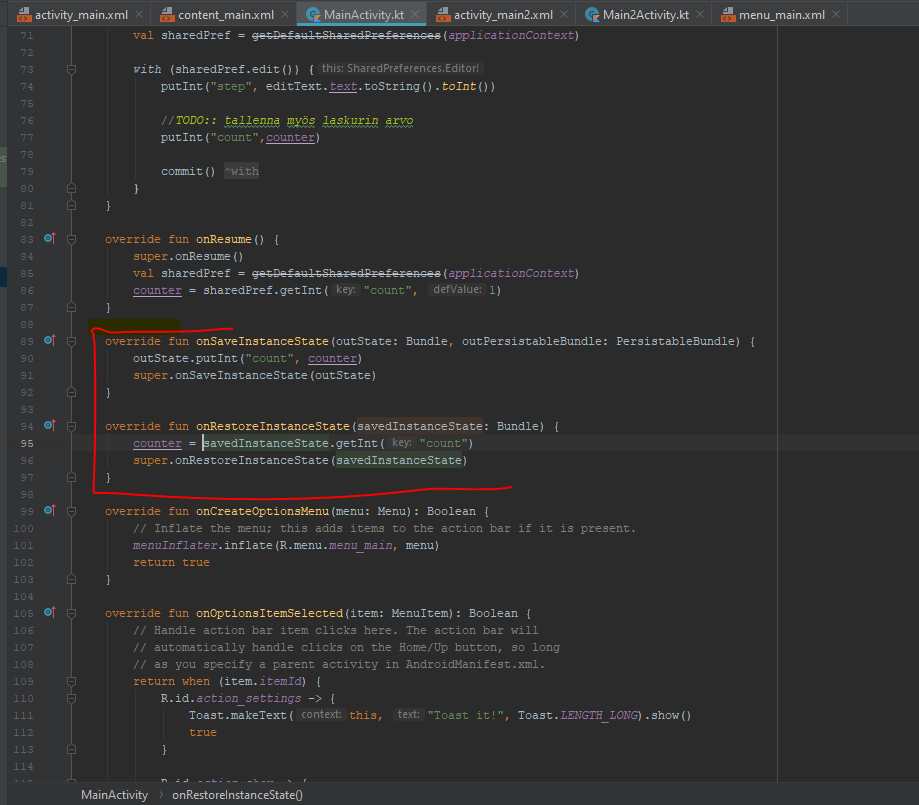 activity_main.xml content_main.xml MainActivity.kt activity_main2.xml Main2Activity.kt menu_main.xml
71 val sharedPref = getDefaultSharedPreferences(applicationContext)
72
73 with (sharedPref.edit()) { this: SharedPreferences.Editor!
74 putInt("step", editText.text.toString().toInt())
75
76 //TODO:: tallenna myös laskurin arvo
77 putInt("count",counter)
78
79 commit() ^with
80 }
81 }
82
83 override fun onResume() {
84 super.onResume()
85 val sharedPref = getDefaultSharedPreferences(applicationContext)
86 counter = sharedPref.getInt( key: "count", defValue: 1)
87 }
88
89 override fun onSaveInstanceState(outState: Bundle, outPersistableBundle: PersistableBundle) {
90 outState.putInt("count", counter)
91 super.onSaveInstanceState(outState)
92 }
93
94 override fun onRestoreInstanceState(savedInstanceState: Bundle) {
95 counter = savedInstanceState.getInt( key: "count")
96 super.onRestoreInstanceState(savedInstanceState)
97 }
98
99 override fun onCreateOptionsMenu(menu: Menu): Boolean {
100 // Inflate the menu; this adds items to the action bar if it is present.
101 menuInflater.inflate(R.menu.menu_main, menu)
102 return true
103 }
104
105 override fun onOptionsItemSelected(item: MenuItem): Boolean {
106 // Handle action bar item clicks here. The action bar will
107 // automatically handle clicks on the Home/Up button, so long
108 // as you specify a parent activity in AndroidManifest.xml.
109 return when (item.itemId) {
110 R.id.action_settings -> {
111 Toast.makeText( context: this, text: "Toast it!", Toast.LENGTH_LONG).show()
112 true
113 }
114
MainActivity › onRestoreInstanceState()